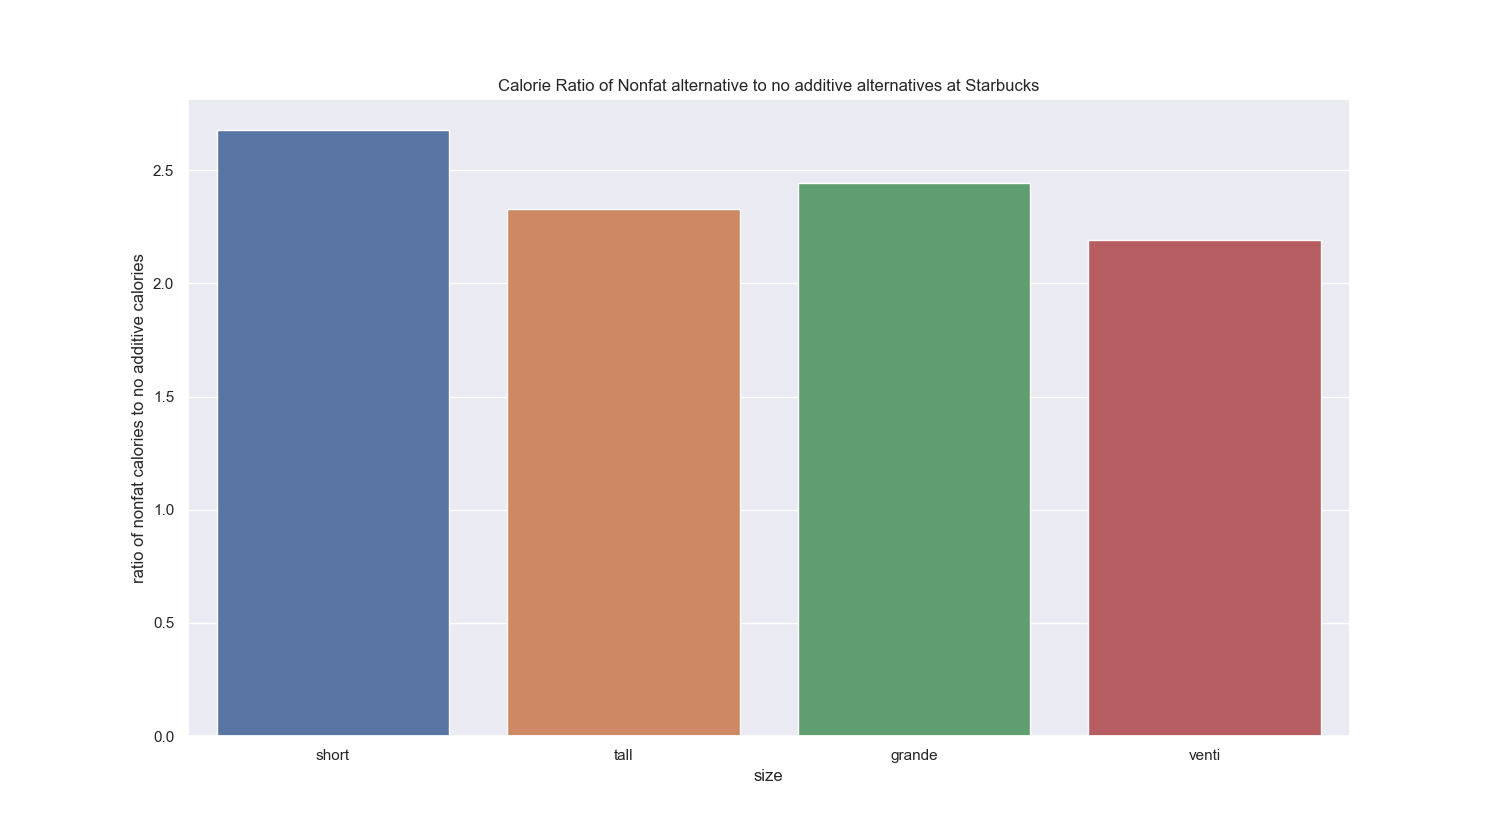 Calorie Ratio of Nonfat alternative to no additive alternatives at Starbucks
ratio of nonfat calories to no additive calories
2.5
2.0
1.5
1.0
0.5
0.0
short tall grande venti
size